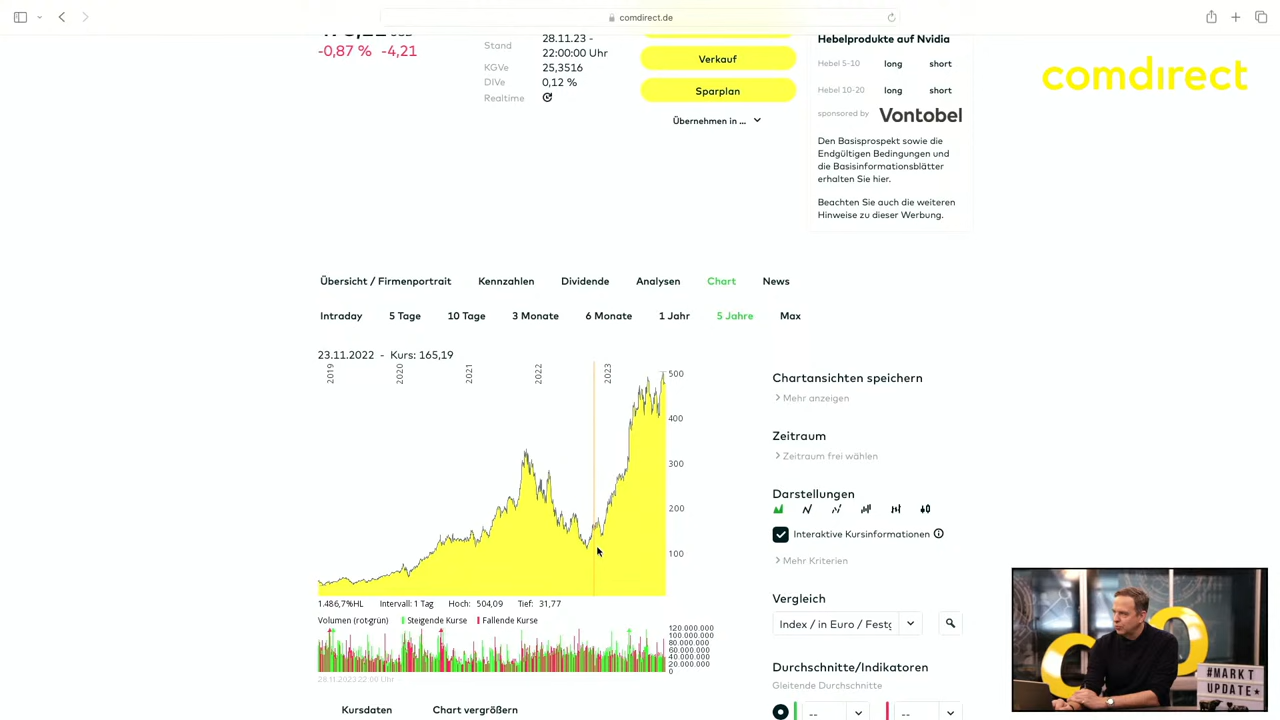 comdirect.de
-0,87 % -4,21
Stand
28.11.23 -
22:00:00 Uhr
KGVe
25,3516
DIVe
0,12 %
Realtime
Verkauf
Sparplan
Übernehmen in ...
Hebelprodukte auf Nvidia
Hebel 5-10 long short
Hebel 10-20 long short
sponsored by Vontobel
Den Basisprospekt sowie die
Endgültigen Bedingungen und
die Basisinformationsblätter
erhalten Sie hier.
Beachten Sie auch die weiteren
Hinweise zu dieser Werbung.
comdirect
Übersicht / Firmenportrait Kennzahlen Dividende Analysen Chart News
Intraday 5 Tage 10 Tage 3 Monate 6 Monate 1 Jahr 5 Jahre Max
23.11.2022 - Kurs: 165,19
2019 2020 2021 2022 2023
500
400
300
200
100
1.486,7%HL Intervall: 1 Tag Hoch: 504,09 Tief: 31,77
Volumen (rot-grün) Steigende Kurse Fallende Kurse
120.000.000
100.000.000
80.000.000
60.000.000
40.000.000
20.000.000
0
28.11.2023 22:00 Uhr
Kursdaten Chart vergrößern
Chartansichten speichern
Mehr anzeigen
Zeitraum
Zeitraum frei wählen
Darstellungen
Interaktive Kursinformationen
Mehr Kriterien
Vergleich
Index / in Euro / Festg
Durchschnitte/Indikatoren
Gleitende Durchschnitte
-- --
#MARKT
UPDATE